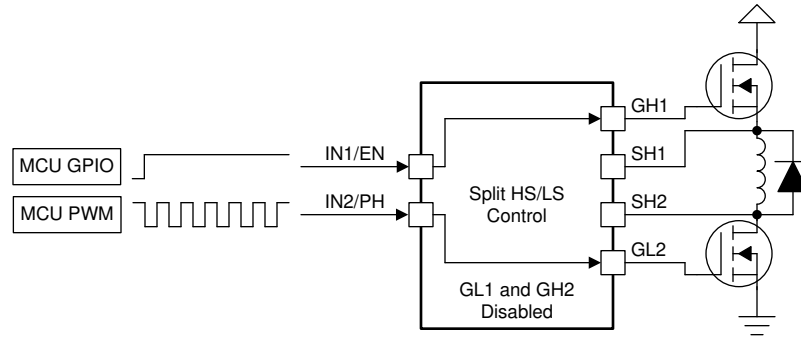 GH1
IN1/EN
MCU GPIO
SH1
Split HS/LS
Control
MCU PWM
IN2/PH
SH2
GL2
GL1 and GH2
Disabled